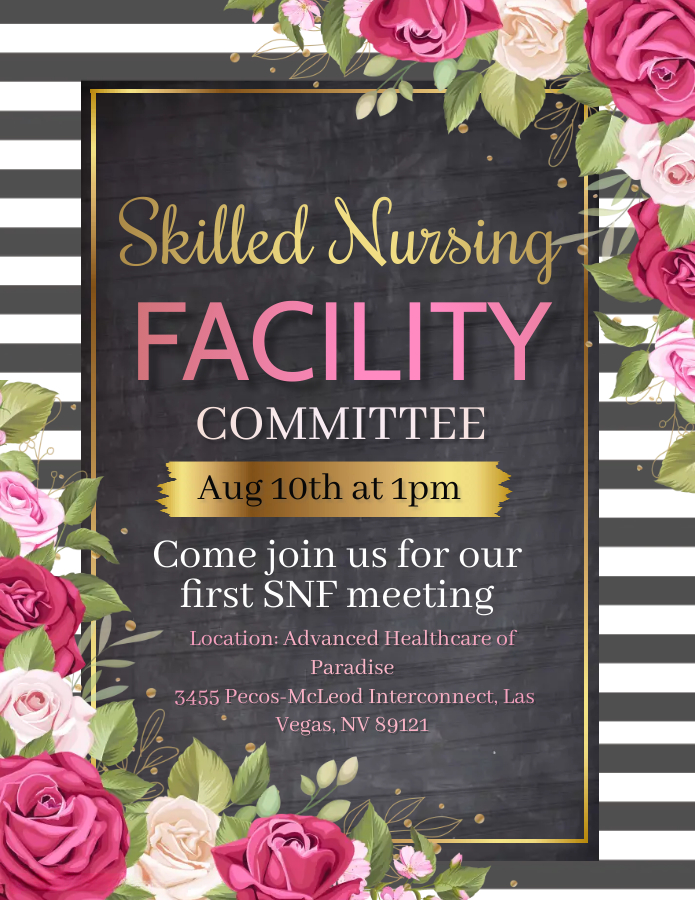 Skilled Nursing
FACILITY
COMMITTEE
Aug 10th at 1pm
Come join us for our
first SNF meeting
Location: Advanced Healthcare of
Paradise
3455 Pecos-McLeod Interconnect, Las
Vegas, NV 89121